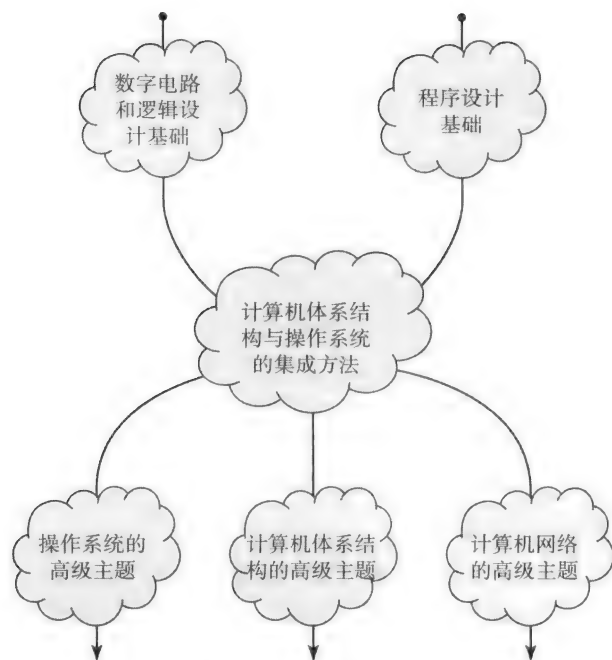 数字电路
和逻辑设
计基础
程序设计
基础
计算机体系结
构与操作系统
的集成方法
操作系统的
高级主题
计算机体系结
构的高级主题
计算机网络
的高级主题